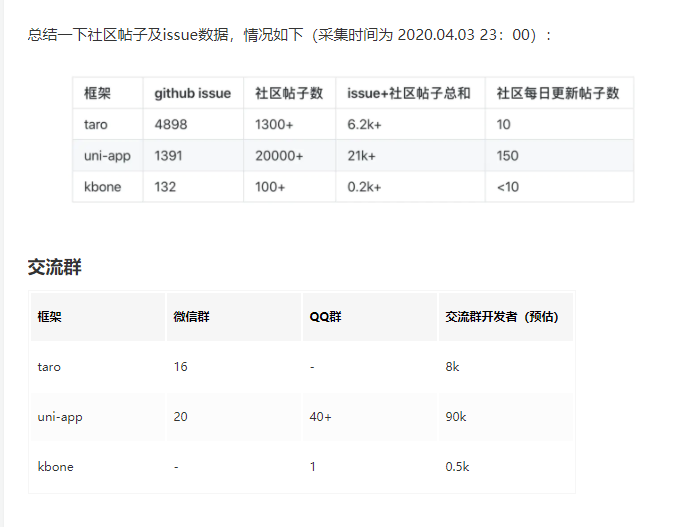 总结一下社区帖子及issue数据，情况如下（采集时间为 2020.04.03 23：00）：
框架 github issue 社区帖子数 issue+社区帖子总和 社区每日更新帖子数
taro 4898 1300+ 6.2k+ 10
uni-app 1391 20000+ 21k+ 150
kbone 132 100+ 0.2k+ <10
交流群
框架 微信群 QQ群 交流群开发者（预估）
taro 16 - 8k
uni-app 20 40+ 90k
kbone - 1 0.5k